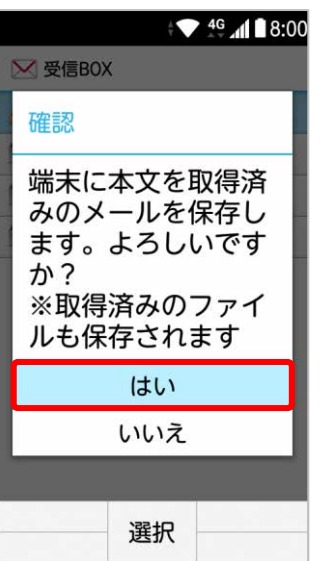 4G 8:00
受信BOX
確認
端末に本文を取得済
みのメールを保存し
ます。よろしいです
か？
※取得済みのファイ
ルも保存されます
はい
いいえ
選択